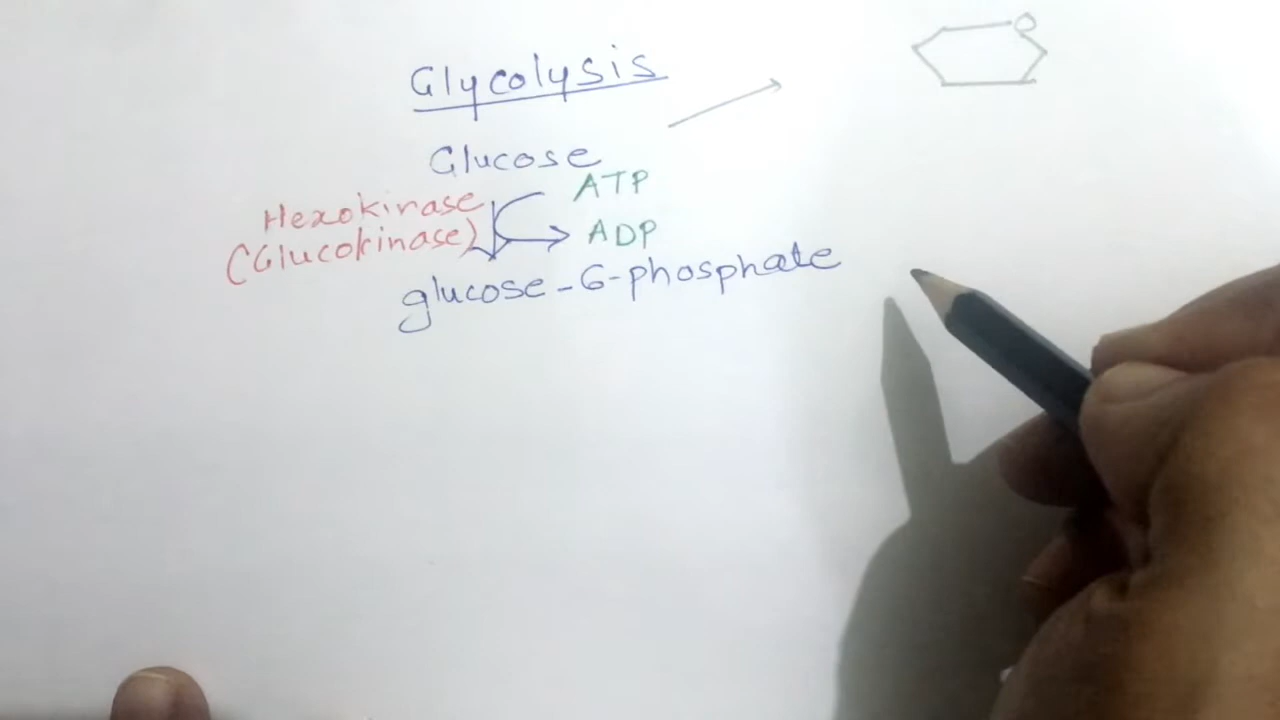 Glycolysis
Glucose
ATP
Hexokinase
(Glucokinase)
ADP
glucose-6-phosphate
O